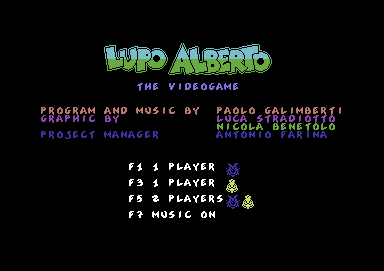 LUPO ALBERTO
THE VIDEOGAME
PROGRAM AND MUSIC BY PAOLO GALIMBERTI
GRAPHIC BY LUCA STRADIOTTO
NICOLA BENETOLO
PROJECT MANAGER ANTONIO FARINA
F1 1 PLAYER
F3 1 PLAYER
F5 2 PLAYERS
F7 MUSIC ON